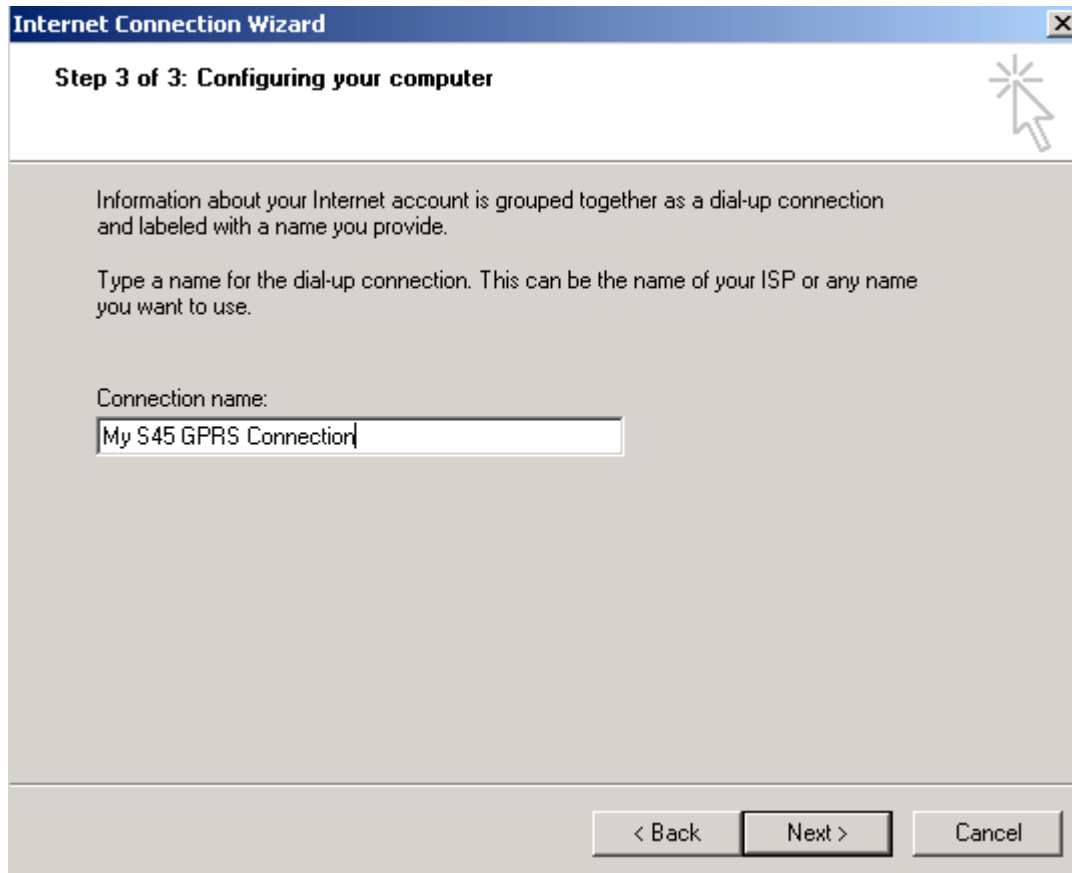 Internet Connection Wizard
Step 3 of 3: Configuring your computer
Information about your Internet account is grouped together as a dial-up connection
and labeled with a name you provide.
Type a name for the dial-up connection. This can be the name of your ISP or any name
you want to use.
Connection name:
My S45 GPRS Connection
< Back Next > Cancel